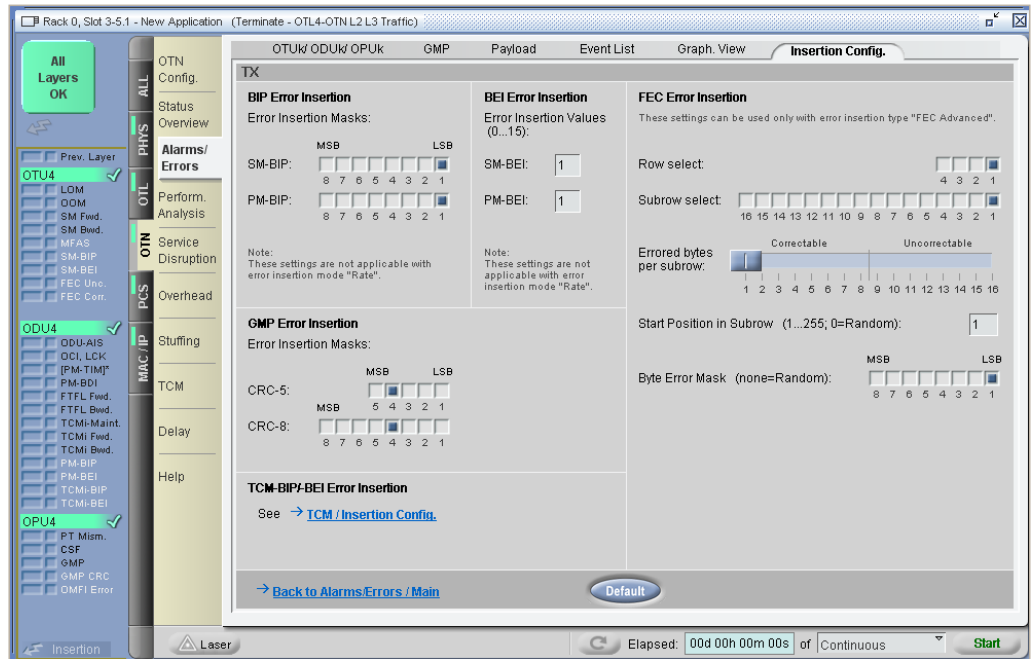 Rack 0, Slot 3-5.1 - New Application (Terminate - OTL4-OTN L2 L3 Traffic)
All
Layers
OK
Prev. Layer
OTU4
LOM
OOM
SM Fwd.
SM Bwd.
MFAS
SM-BIP
SM-BEI
FEC Unc.
FEC Corr.
ODU4
ODU-AIS
OCI, LCK
[PM-TIM]*
PM-BDI
FTFL Fwd.
FTFL Bwd.
TCMi-Maint.
TCMi Fwd.
TCMi Bwd.
PM-BIP
PM-BEI
TCMi-BIP
TCMi-BEI
OPU4
PT Mism.
CSF
GMP
GMP CRC
OMFI Error
Insertion
ALL
PHYS
OTL
OTN
PCS
MAC / IP
OTN
Config.
Status
Overview
Alarms/
Errors
Perform.
Analysis
Service
Disruption
Overhead
Stuffing
TCM
Delay
Help
OTUk/ ODUk/ OPUk GMP Payload Event List Graph. View Insertion Config.
TX
BIP Error Insertion
Error Insertion Masks:
MSB LSB
SM-BIP:
8 7 6 5 4 3 2 1
PM-BIP:
8 7 6 5 4 3 2 1
Note:
These settings are not applicable with
error insertion mode "Rate".
BEI Error Insertion
Error Insertion Values
(0...15):
SM-BEI: 1
PM-BEI: 1
Note:
These settings are not
applicable with error
insertion mode "Rate".
FEC Error Insertion
These settings can be used only with error insertion type "FEC Advanced".
Row select:
4 3 2 1
Subrow select:
16 15 14 13 12 11 10 9 8 7 6 5 4 3 2 1
Correctable Uncorrectable
Errored bytes
per subrow:
1 2 3 4 5 6 7 8 9 10 11 12 13 14 15 16
Start Position in Subrow (1...255; 0=Random): 1
MSB LSB
Byte Error Mask (none=Random):
8 7 6 5 4 3 2 1
GMP Error Insertion
Error Insertion Masks:
MSB LSB
CRC-5:
MSB 5 4 3 2 1
CRC-8:
8 7 6 5 4 3 2 1
TCM-BIP/-BEI Error Insertion
See → TCM / Insertion Config.
→ Back to Alarms/Errors / Main
Default
Laser
Elapsed: 00d 00h 00m 00s of Continuous
Start